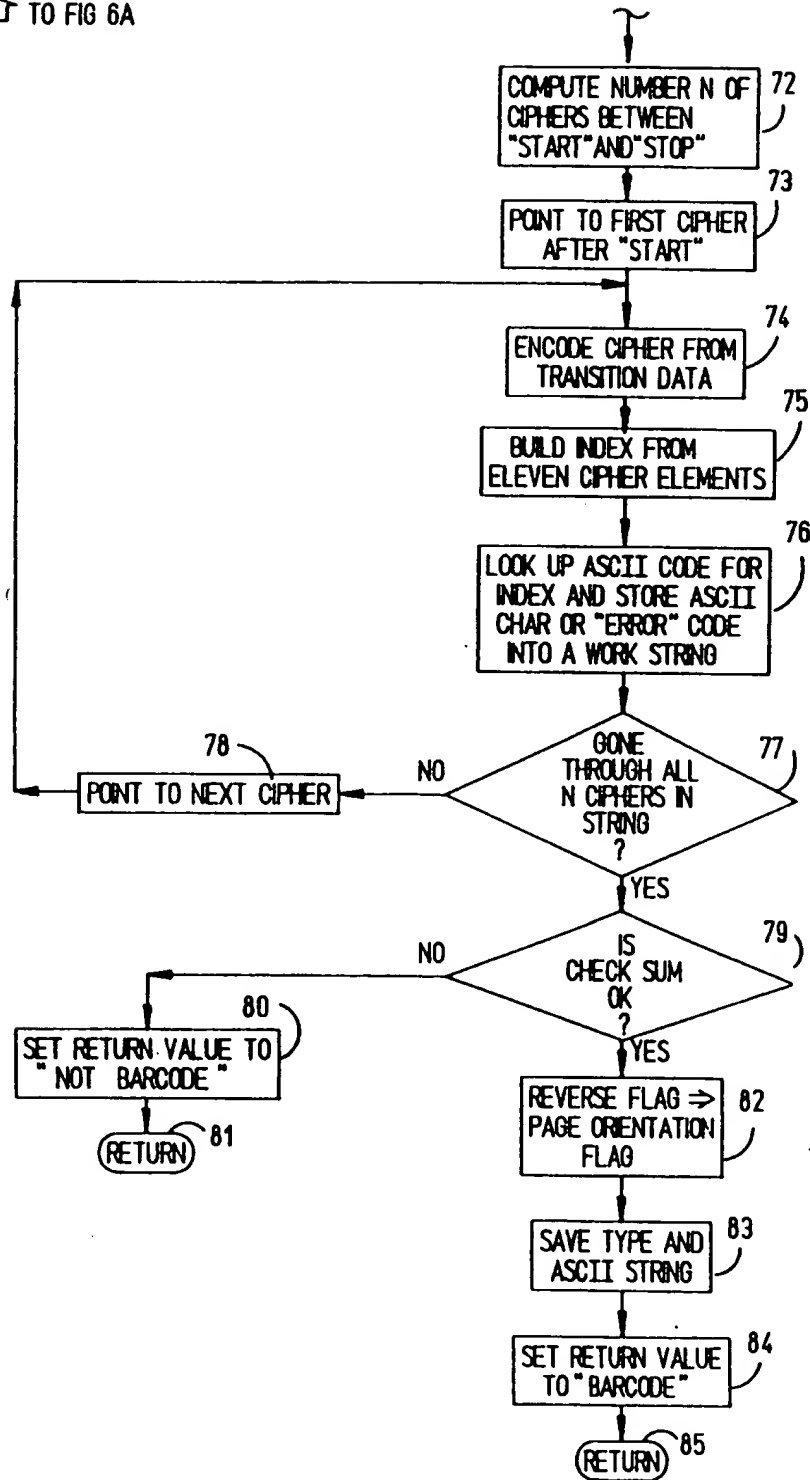 TO FIG 6A
COMPUTE NUMBER N OF
CIPHERS BETWEEN
"START" AND "STOP"
72
POINT TO FIRST CIPHER
AFTER "START"
73
ENCODE CIPHER FROM
TRANSITION DATA
74
BUILD INDEX FROM
ELEVEN CIPHER ELEMENTS
75
LOOK UP ASCII CODE FOR
INDEX AND STORE ASCII
CHAR OR "ERROR" CODE
INTO A WORK STRING
76
GONE
THROUGH ALL
N CIPHERS IN
STRING
?
77
NO
78
POINT TO NEXT CIPHER
YES
IS
CHECK SUM
OK
?
79
NO
80
SET RETURN VALUE TO
"NOT BARCODE"
RETURN
81
YES
REVERSE FLAG ⇒
PAGE ORIENTATION
FLAG
82
SAVE TYPE AND
ASCII STRING
83
SET RETURN VALUE
TO "BARCODE"
84
RETURN
85